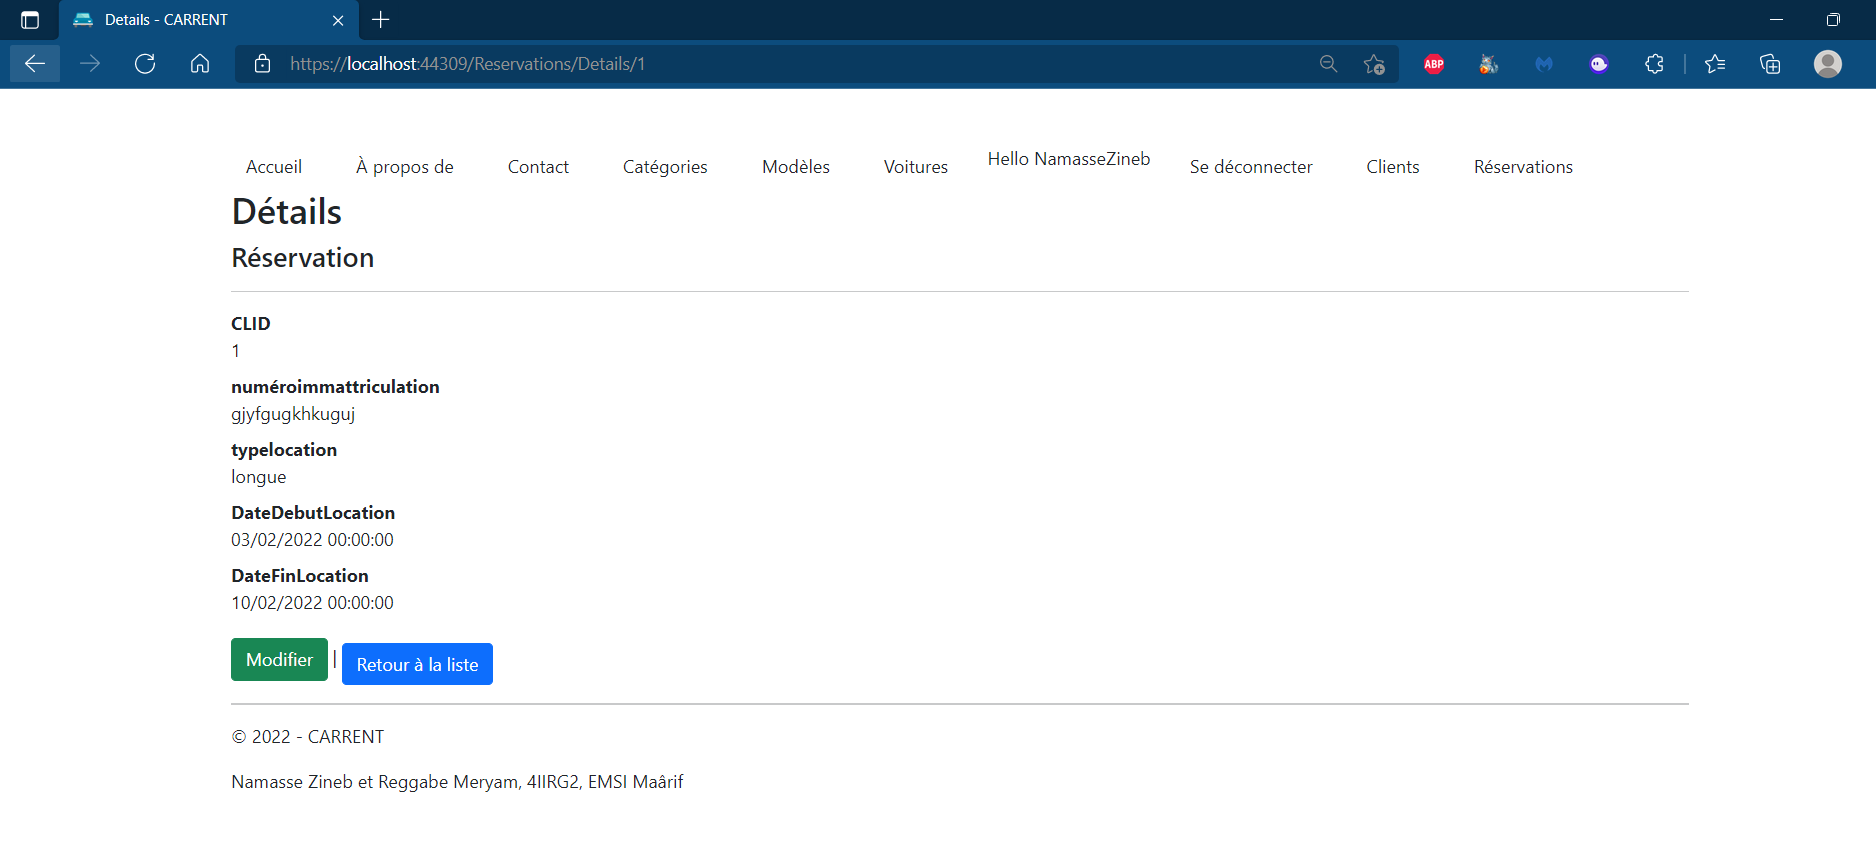 Details - CARRENT
https://localhost:44309/Reservations/Details/1
ABP
Accueil À propos de Contact Catégories Modèles Voitures Hello NamasseZineb Se déconnecter Clients Réservations
Détails
Réservation
CLID
1
numéroimmattriculation
gjyfgugkhkuguj
typelocation
longue
DateDebutLocation
03/02/2022 00:00:00
DateFinLocation
10/02/2022 00:00:00
Modifier | Retour à la liste
© 2022 - CARRENT
Namasse Zineb et Reggabe Meryam, 4IIRG2, EMSI Maârif